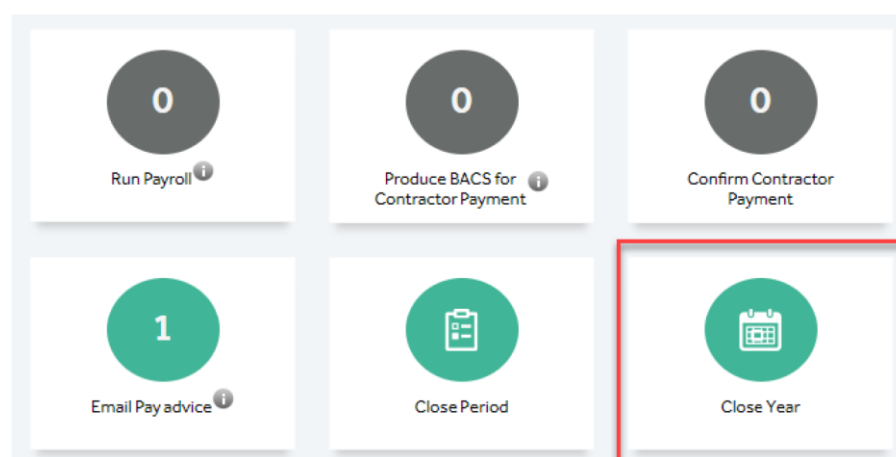 0
0
0
Run Payroll i
Produce BACS for i
Contractor Payment
Confirm Contractor
Payment
1
Email Pay advice i
Close Period
Close Year